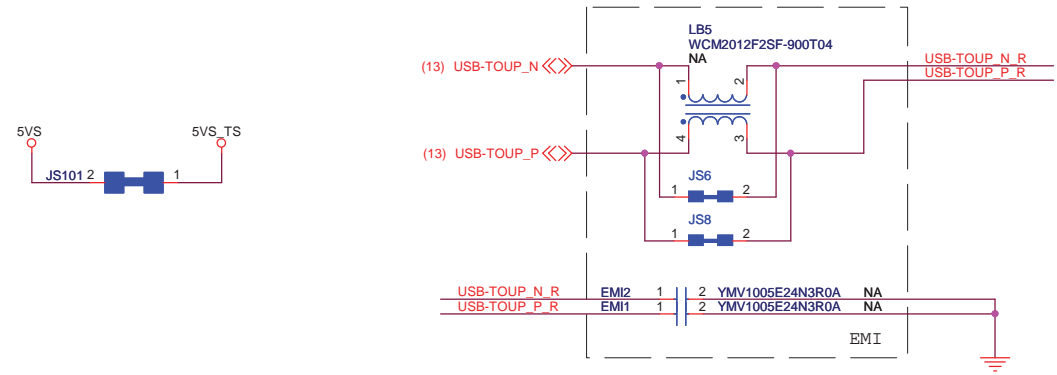 5VS
5VS_TS
JS101 2
1
LB5
WCM2012F2SF-900T04
NA
(13) USB-TOUP_N
1
2
USB-TOUP_N_R
USB-TOUP_P_R
(13) USB-TOUP_P
4
3
JS6
1
2
JS8
1
2
USB-TOUP_N_R EMI2 1 2 YMV1005E24N3R0A NA
USB-TOUP_P_R EMI1 1 2 YMV1005E24N3R0A NA
EMI